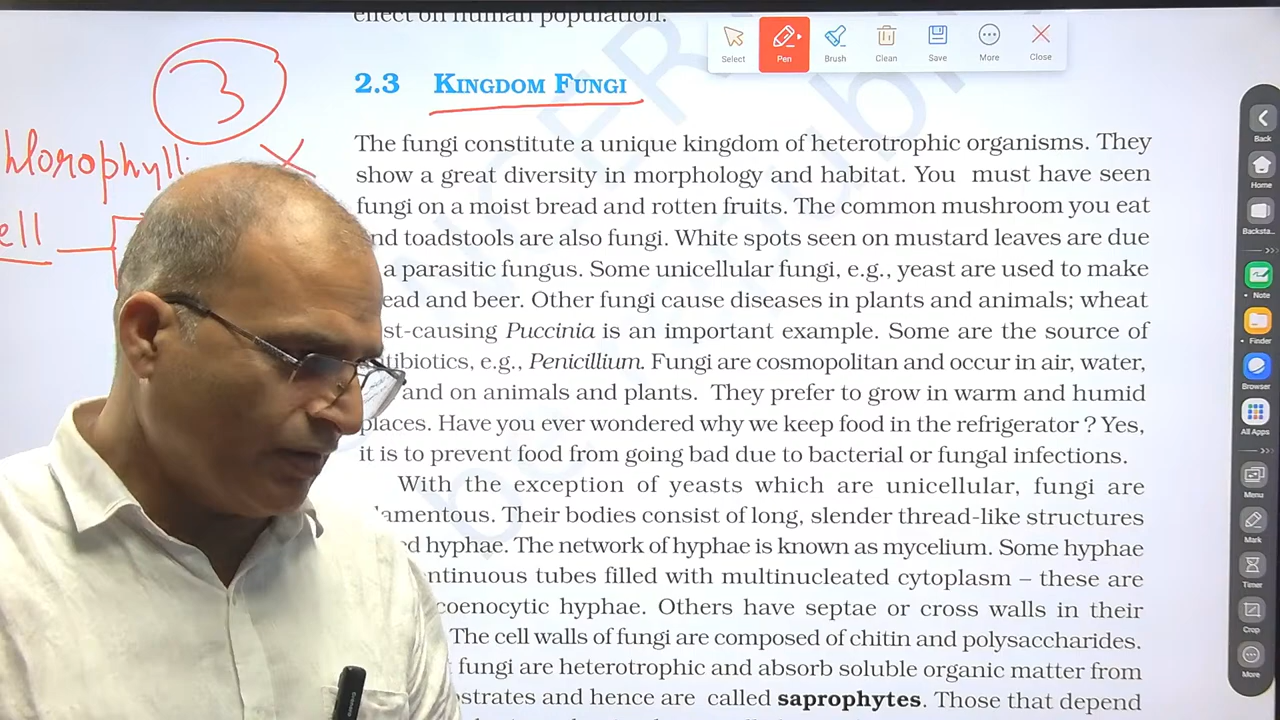 effect on human population.
Select
Pen
Brush
Clean
Save
More
Close
3
2.3 KINGDOM FUNGI
hlorophyll
ell
The fungi constitute a unique kingdom of heterotrophic organisms. They
show a great diversity in morphology and habitat. You must have seen
fungi on a moist bread and rotten fruits. The common mushroom you eat
nd toadstools are also fungi. White spots seen on mustard leaves are due
a parasitic fungus. Some unicellular fungi, e.g., yeast are used to make
ead and beer. Other fungi cause diseases in plants and animals; wheat
st-causing Puccinia is an important example. Some are the source of
tibiotics, e.g., Penicillium. Fungi are cosmopolitan and occur in air, water,
and on animals and plants. They prefer to grow in warm and humid
places. Have you ever wondered why we keep food in the refrigerator ? Yes,
it is to prevent food from going bad due to bacterial or fungal infections.
With the exception of yeasts which are unicellular, fungi are
lamentous. Their bodies consist of long, slender thread-like structures
ed hyphae. The network of hyphae is known as mycelium. Some hyphae
ntinuous tubes filled with multinucleated cytoplasm – these are
coenocytic hyphae. Others have septae or cross walls in their
The cell walls of fungi are composed of chitin and polysaccharides.
fungi are heterotrophic and absorb soluble organic matter from
strates and hence are called saprophytes. Those that depend
Back
Home
Backsta..
Note
Finder
Browser
All Apps
Menu
Mark
Timer
Crop
More